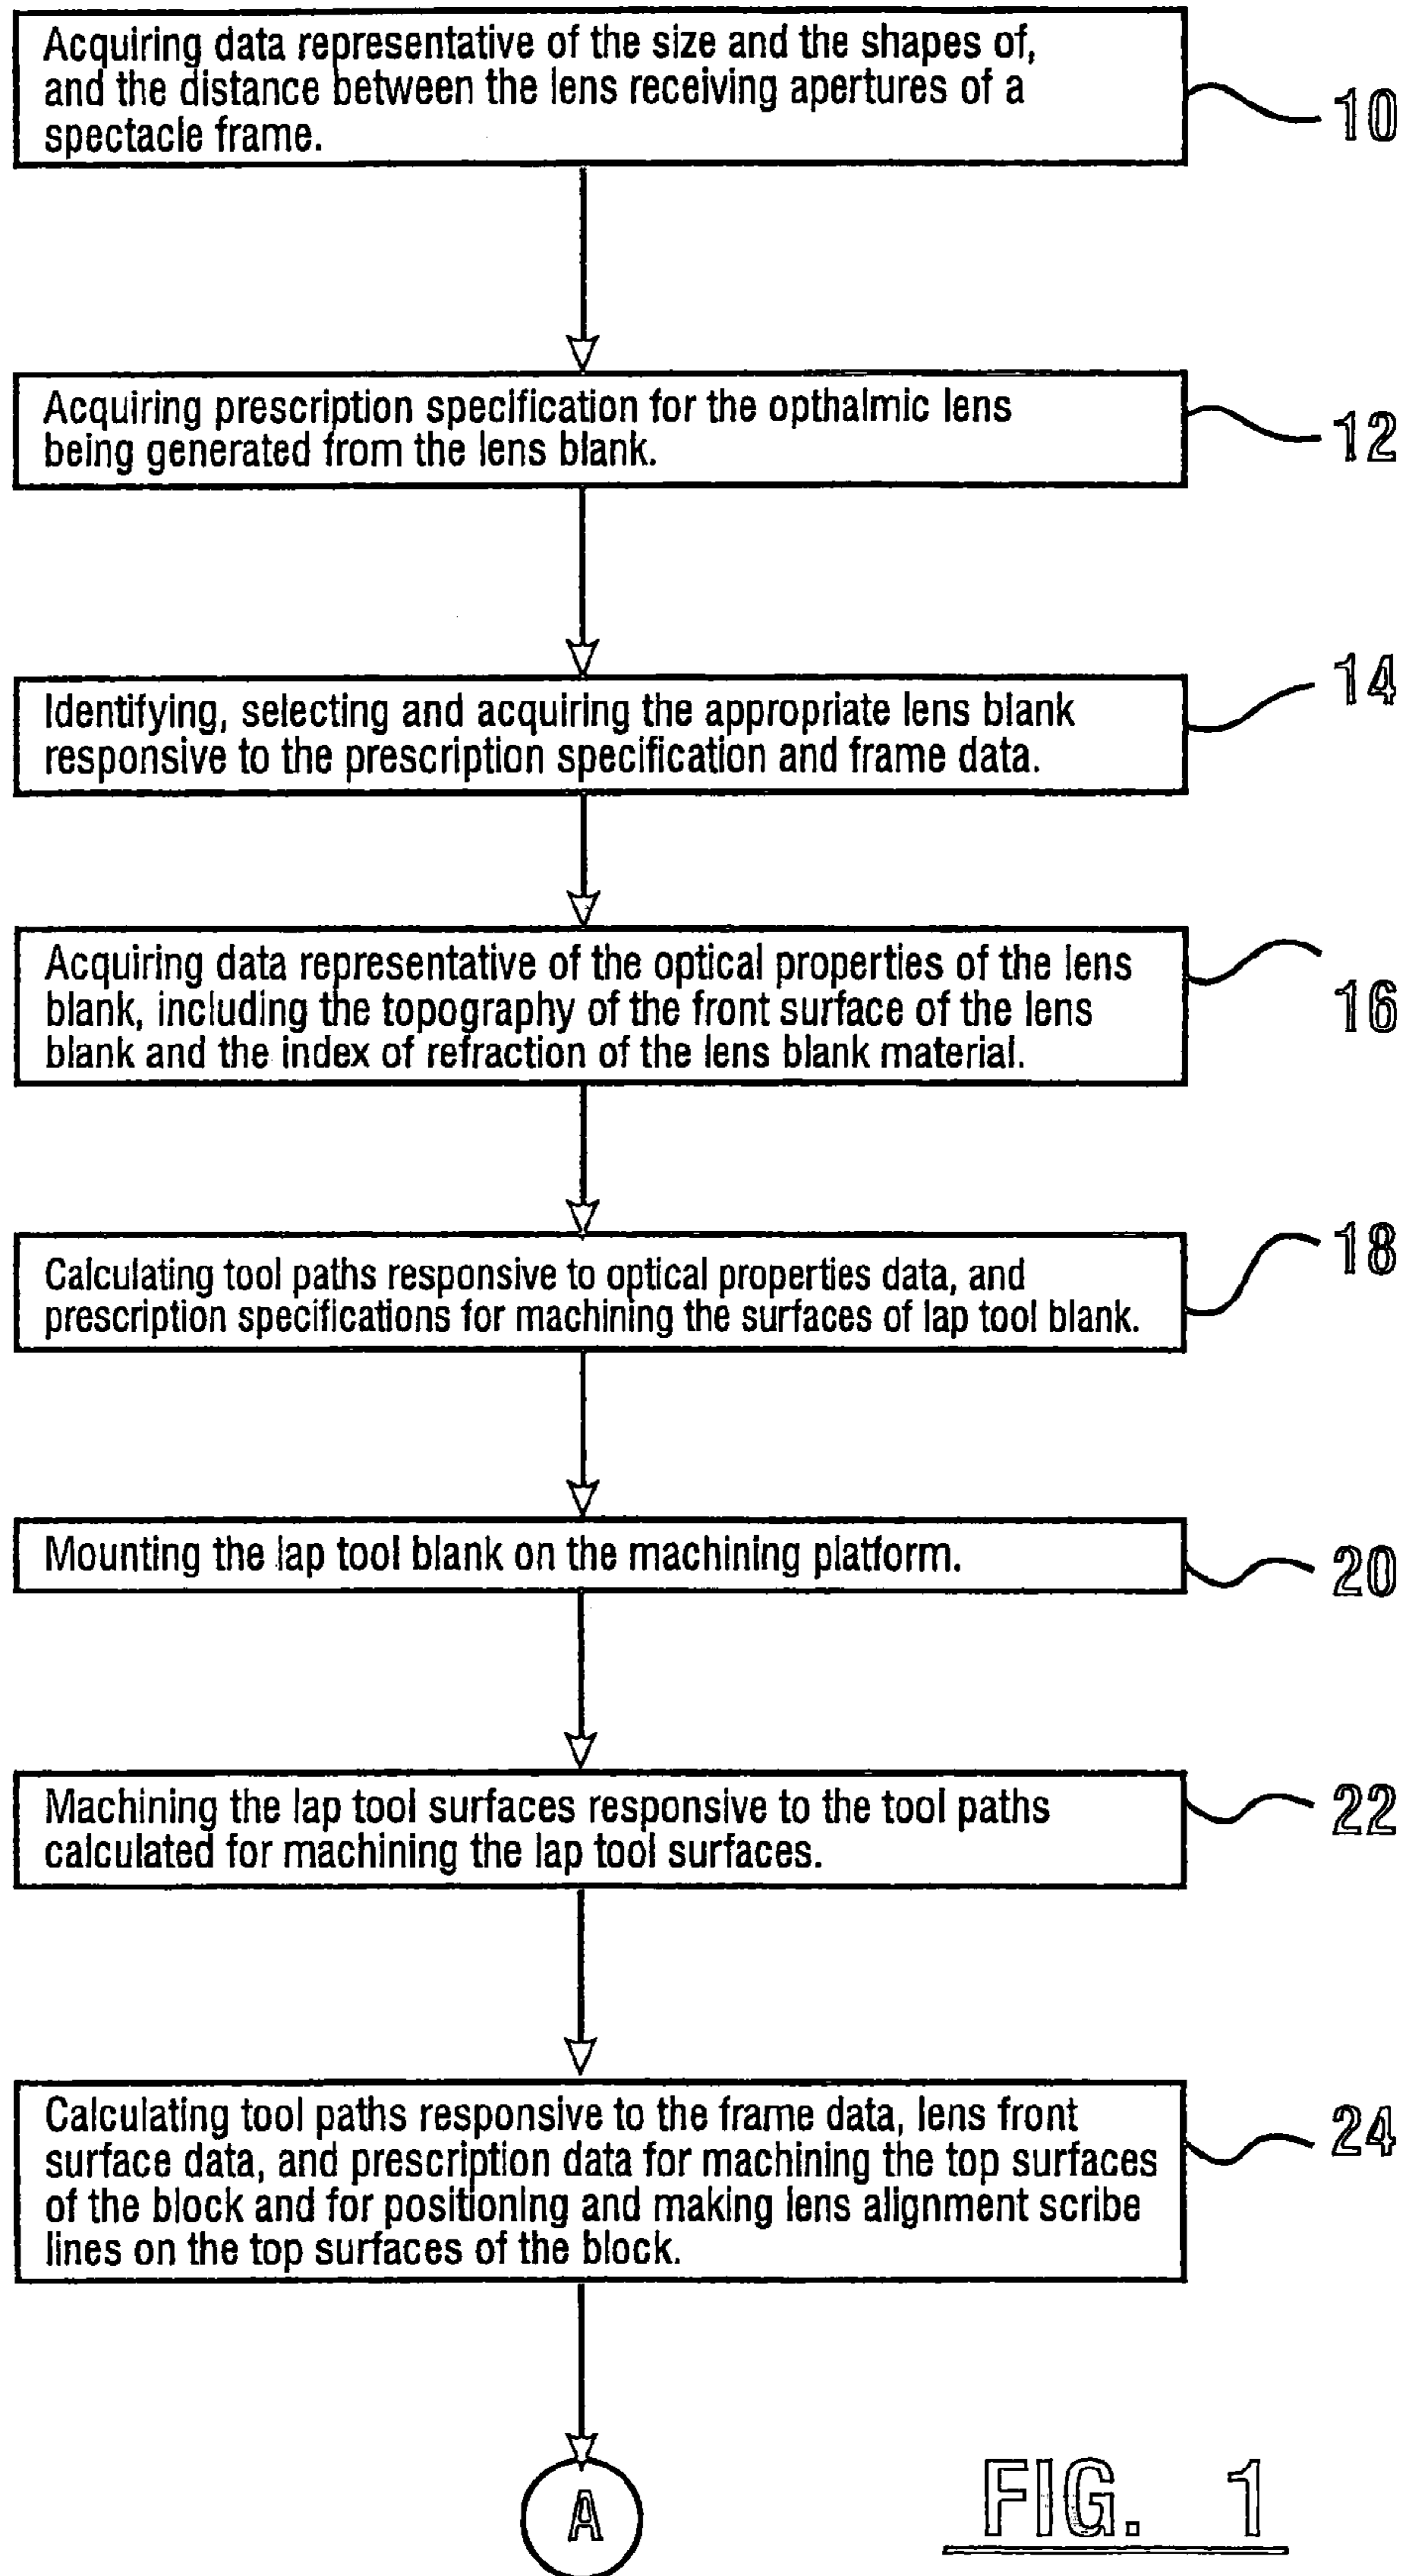 Acquiring data representative of the size and the shapes of,
and the distance between the lens receiving apertures of a
spectacle frame.
10
Acquiring prescription specification for the opthalmic lens
being generated from the lens blank.
12
Identifying, selecting and acquiring the appropriate lens blank
responsive to the prescription specification and frame data.
14
Acquiring data representative of the optical properties of the lens
blank, including the topography of the front surface of the lens
blank and the index of refraction of the lens blank material.
16
Calculating tool paths responsive to optical properties data, and
prescription specifications for machining the surfaces of lap tool blank.
18
Mounting the lap tool blank on the machining platform.
20
Machining the lap tool surfaces responsive to the tool paths
calculated for machining the lap tool surfaces.
22
Calculating tool paths responsive to the frame data, lens front
surface data, and prescription data for machining the top surfaces
of the block and for positioning and making lens alignment scribe
lines on the top surfaces of the block.
24
A
FIG. 1